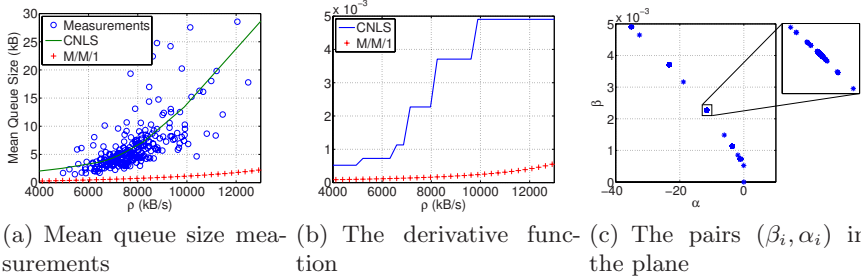 30
25
20
15
10
5
0
4000 6000 8000 10000 12000
Mean Queue Size (kB)
ρ (kB/s)
Measurements
CNLS
M/M/1
5 x 10⁻³
4
3
2
1
0
4000 6000 8000 10000 12000
ρ (kB/s)
CNLS
M/M/1
5 x 10⁻³
4
3
2
1
0
−40 −20 0
β
α
(a) Mean queue size mea-
surements
(b) The derivative func-
tion
(c) The pairs (βᵢ, αᵢ) in
the plane